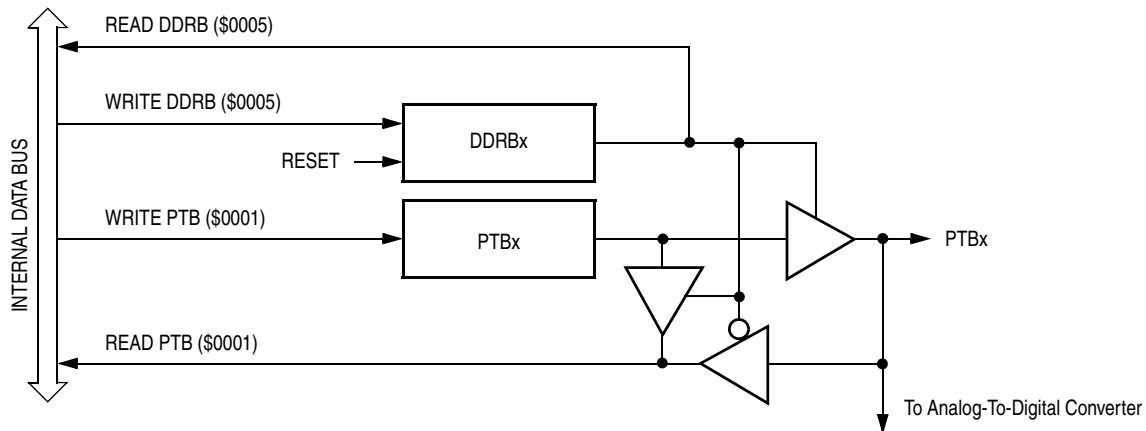 READ DDRB ($0005)
WRITE DDRB ($0005)
DDRBx
RESET
INTERNAL DATA BUS
WRITE PTB ($0001)
PTBx
PTBx
READ PTB ($0001)
To Analog-To-Digital Converter